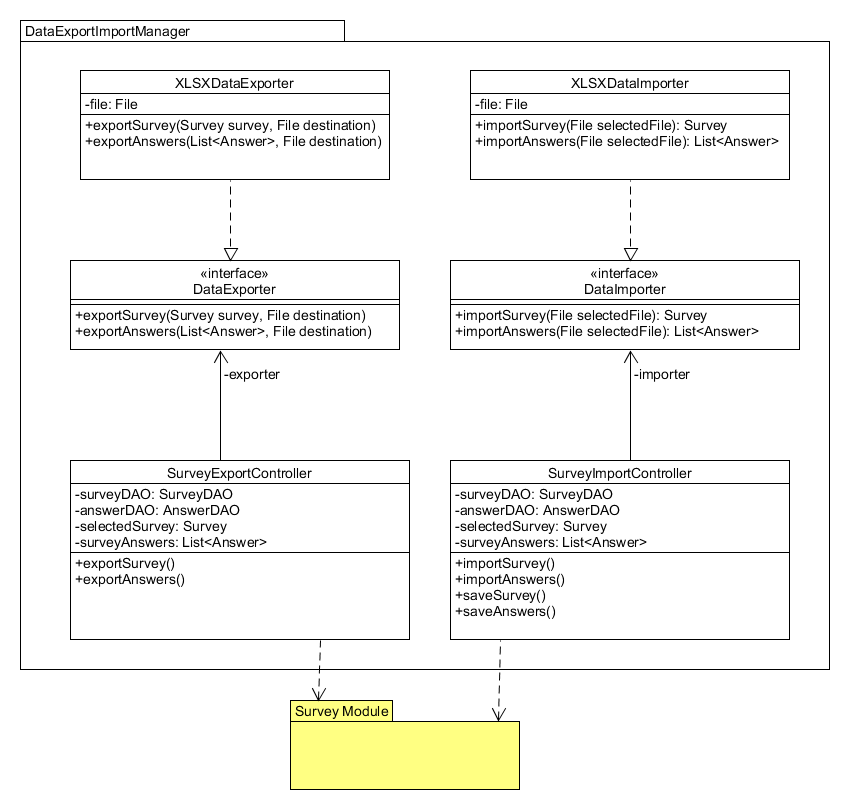 DataExportImportManager
XLSXDataExporter
-file: File
+exportSurvey(Survey survey, File destination)
+exportAnswers(List<Answer>, File destination)
XLSXDataImporter
-file: File
+importSurvey(File selectedFile): Survey
+importAnswers(File selectedFile): List<Answer>
«interface»
DataExporter
+exportSurvey(Survey survey, File destination)
+exportAnswers(List<Answer>, File destination)
«interface»
DataImporter
+importSurvey(File selectedFile): Survey
+importAnswers(File selectedFile): List<Answer>
-exporter
-importer
SurveyExportController
-surveyDAO: SurveyDAO
-answerDAO: AnswerDAO
-selectedSurvey: Survey
-surveyAnswers: List<Answer>
+exportSurvey()
+exportAnswers()
SurveyImportController
-surveyDAO: SurveyDAO
-answerDAO: AnswerDAO
-selectedSurvey: Survey
-surveyAnswers: List<Answer>
+importSurvey()
+importAnswers()
+saveSurvey()
+saveAnswers()
Survey Module